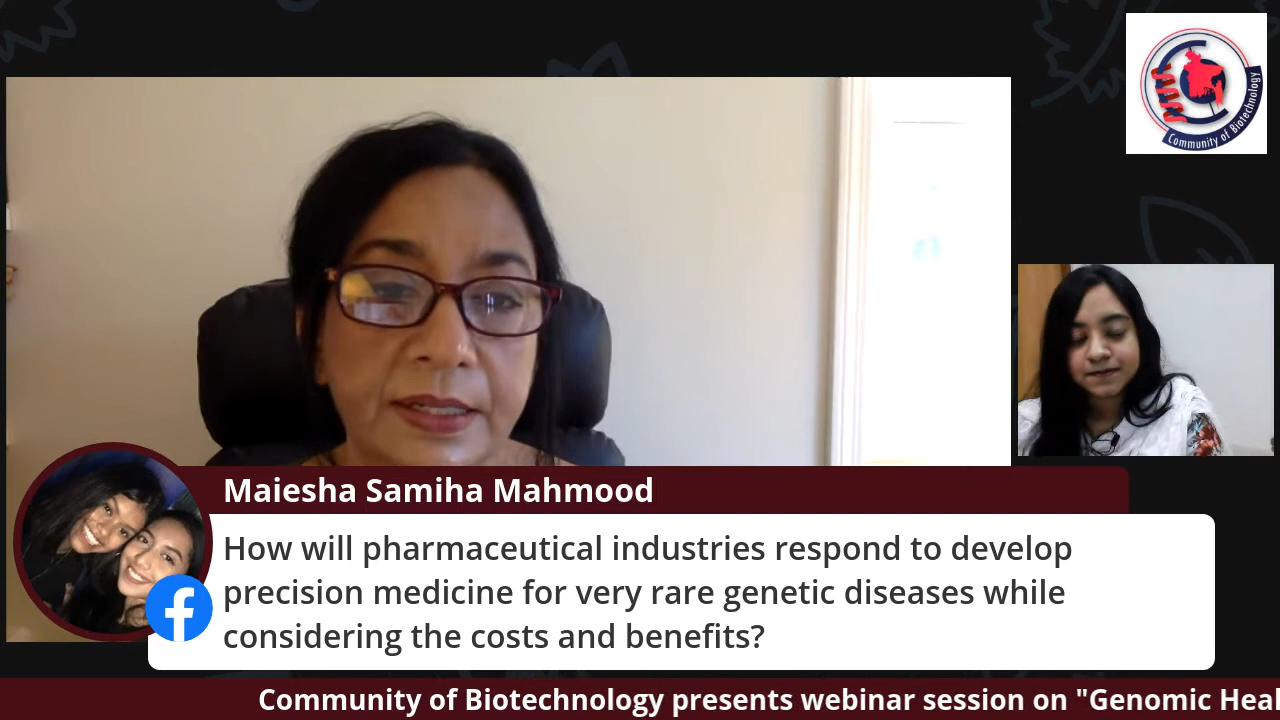 Community of Biotechnology
Maiesha Samiha Mahmood
How will pharmaceutical industries respond to develop
precision medicine for very rare genetic diseases while
considering the costs and benefits?
Community of Biotechnology presents webinar session on "Genomic Heal